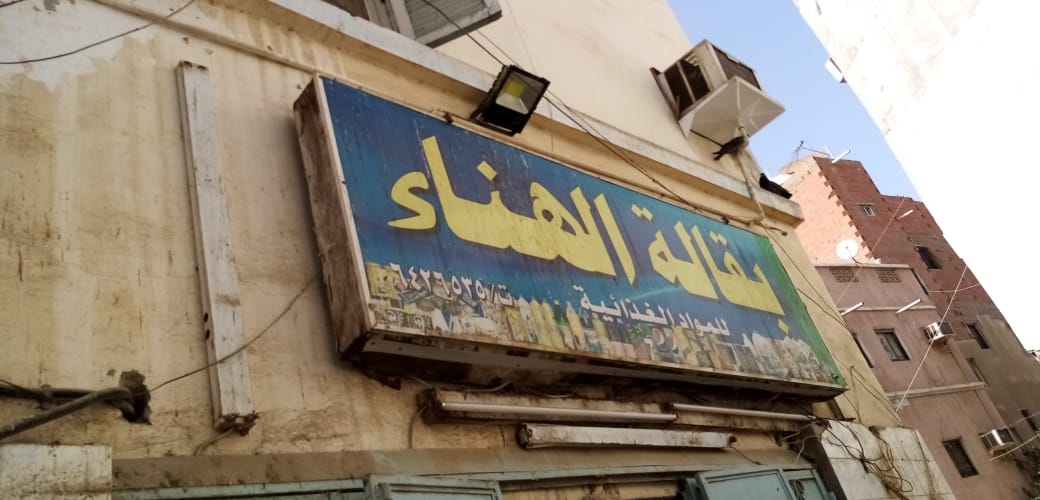 بقالة الهناء
للمواد الغذائية
ت/٦٤٢٦٥٣٥